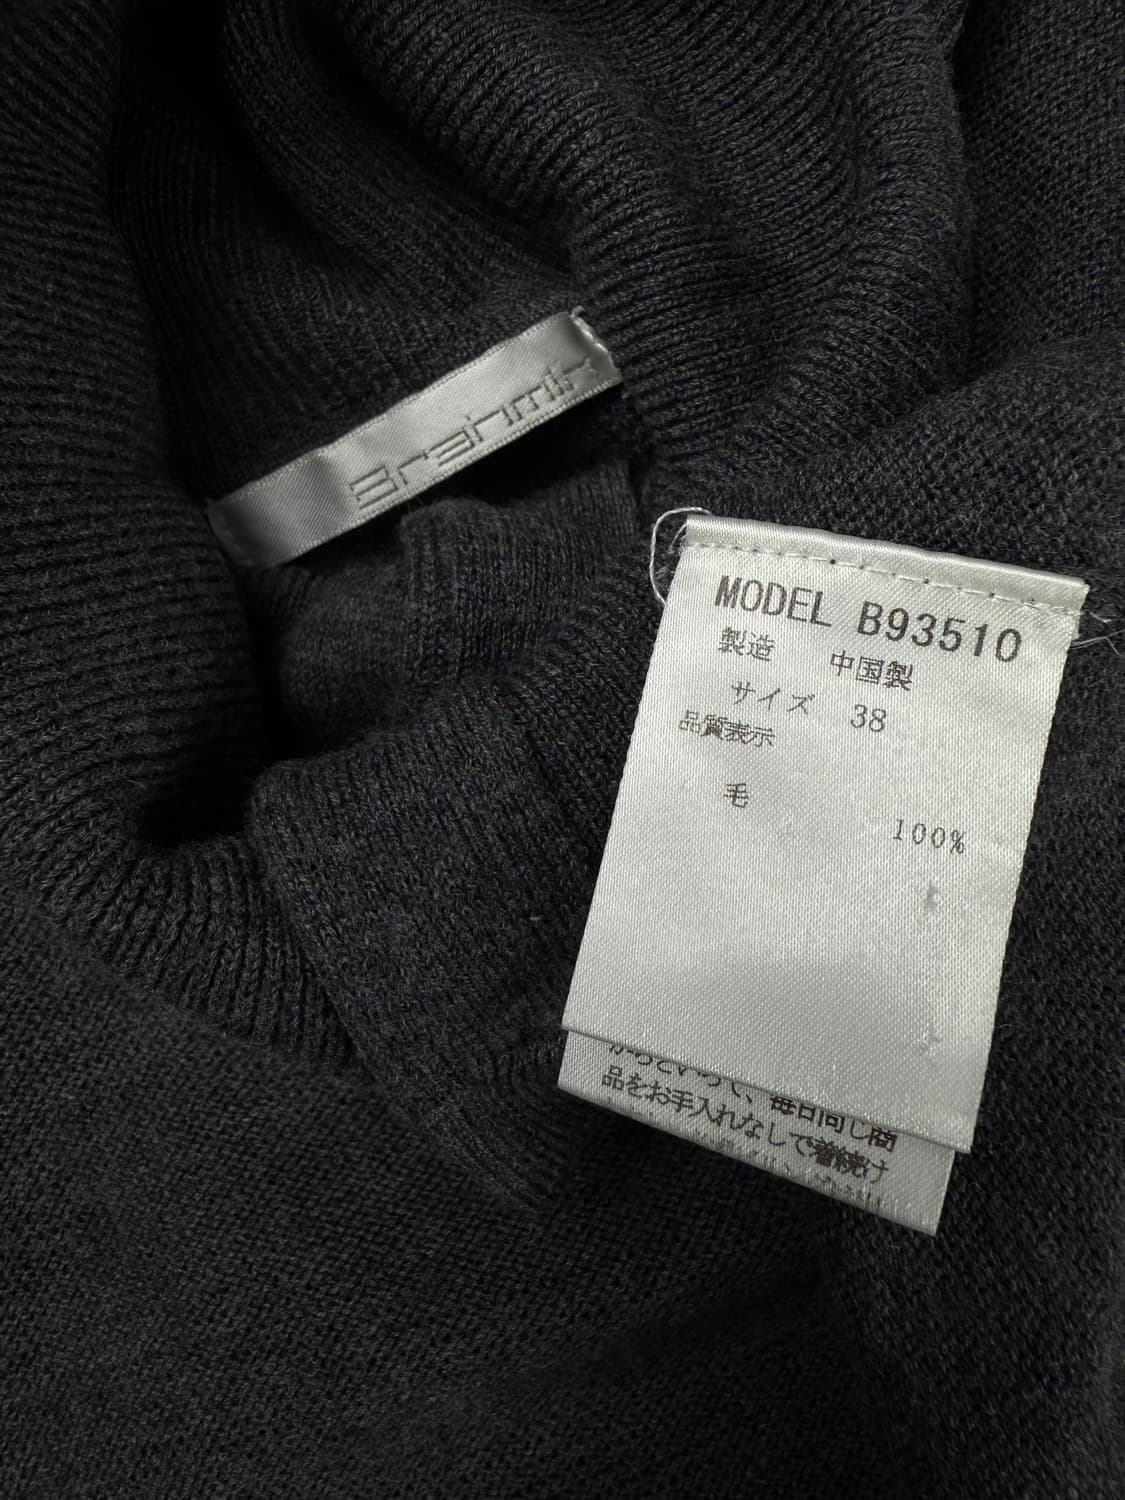 Brahmin
MODEL B93510
製造 中国製
サイズ 38
品質表示
毛
100%
品をお手入れなしで着続け